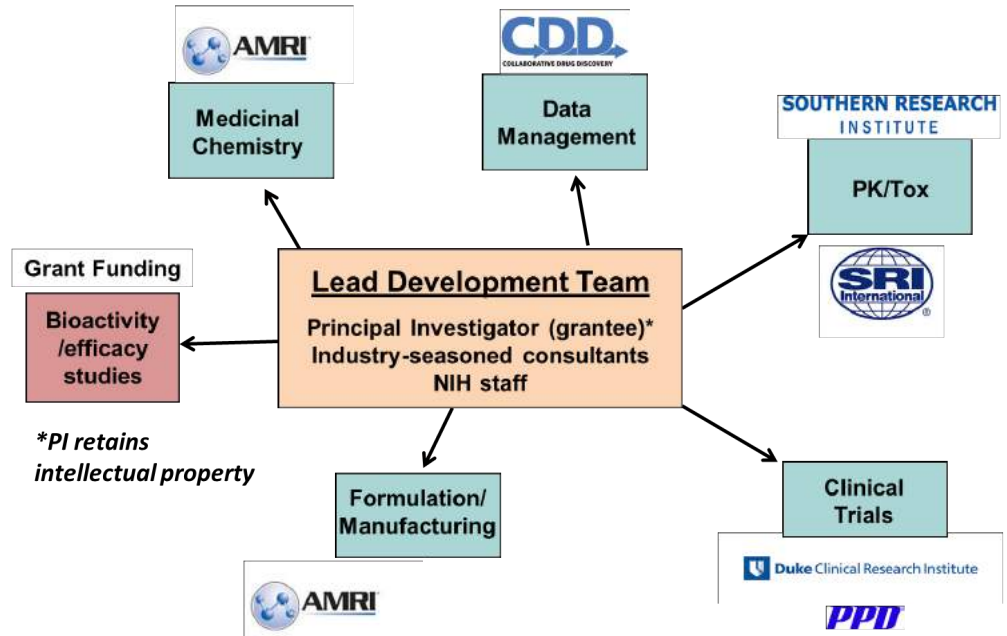 AMRI
Medicinal
Chemistry
CDD
COLLABORATIVE DRUG DISCOVERY
Data
Management
SOUTHERN RESEARCH
INSTITUTE
PK/Tox
SRI
International
®
Grant Funding
Bioactivity
/efficacy
studies
Lead Development Team
Principal Investigator (grantee)*
Industry-seasoned consultants
NIH staff
*PI retains
intellectual property
Formulation/
Manufacturing
AMRI
Clinical
Trials
Duke Clinical Research Institute
PPD